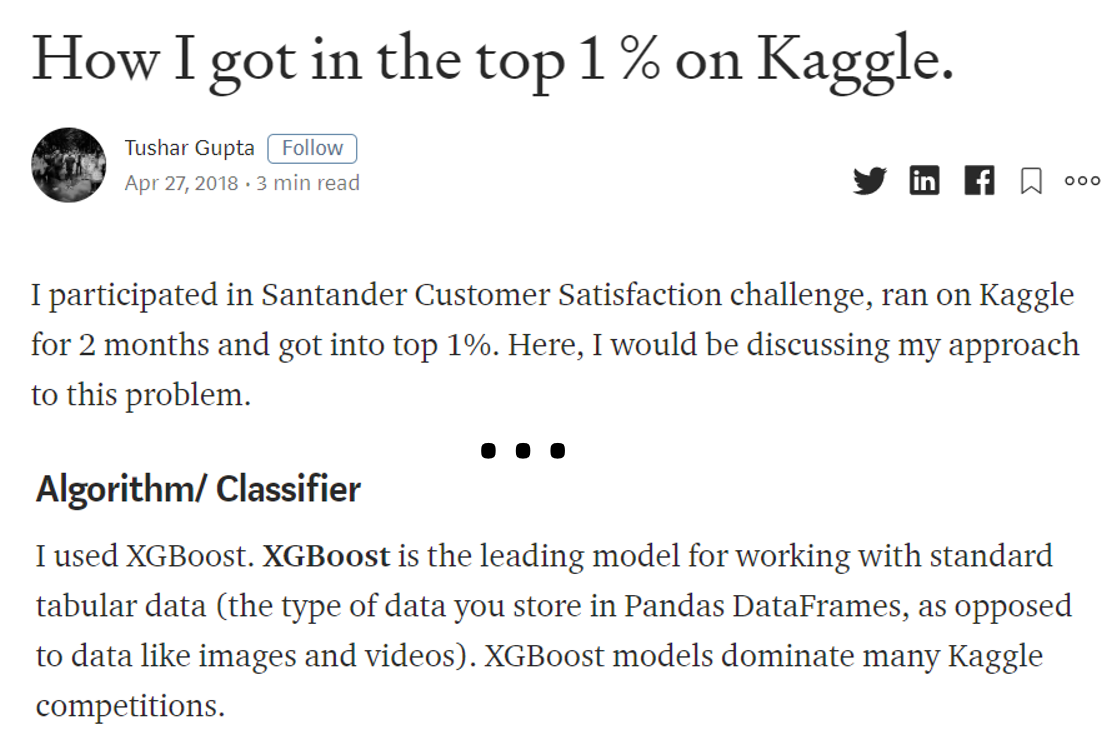 How I got in the top 1 % on Kaggle.
Tushar Gupta Follow
Apr 27, 2018 · 3 min read
I participated in Santander Customer Satisfaction challenge, ran on Kaggle
for 2 months and got into top 1%. Here, I would be discussing my approach
to this problem.
Algorithm/ Classifier
I used XGBoost. XGBoost is the leading model for working with standard
tabular data (the type of data you store in Pandas DataFrames, as opposed
to data like images and videos). XGBoost models dominate many Kaggle
competitions.